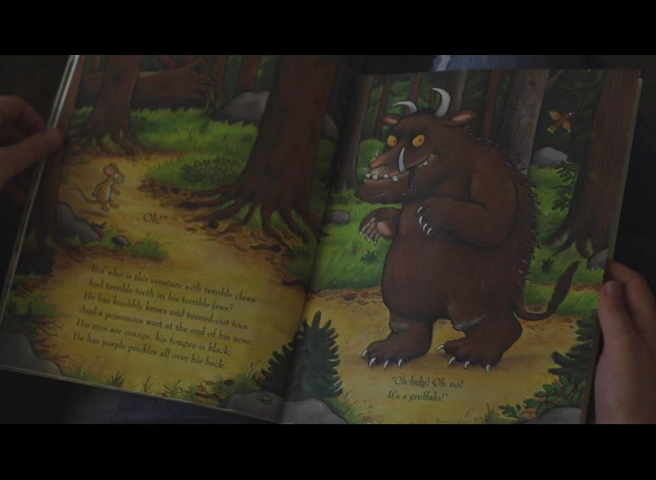 "Oh!"
But who is this creature with terrible claws
And terrible teeth in his terrible jaws?
He has knobbly knees and turned-out toes
And a poisonous wart at the end of his nose.
His eyes are orange, his tongue is black;
He has purple prickles all over his back.
"Oh help! Oh no!
It's a gruffalo!"